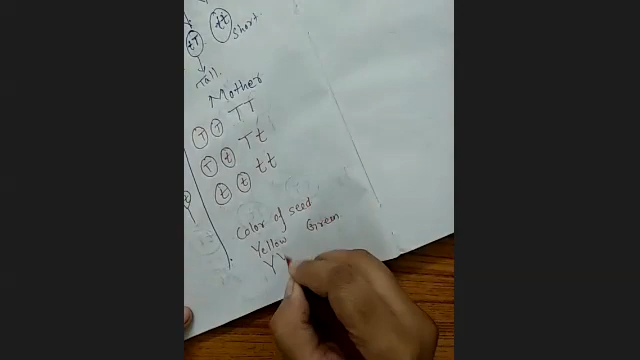 tt
tT short.
Tall.
Mother
T T TT
T t Tt
t t tt
Color of seed
Yellow Green
YY